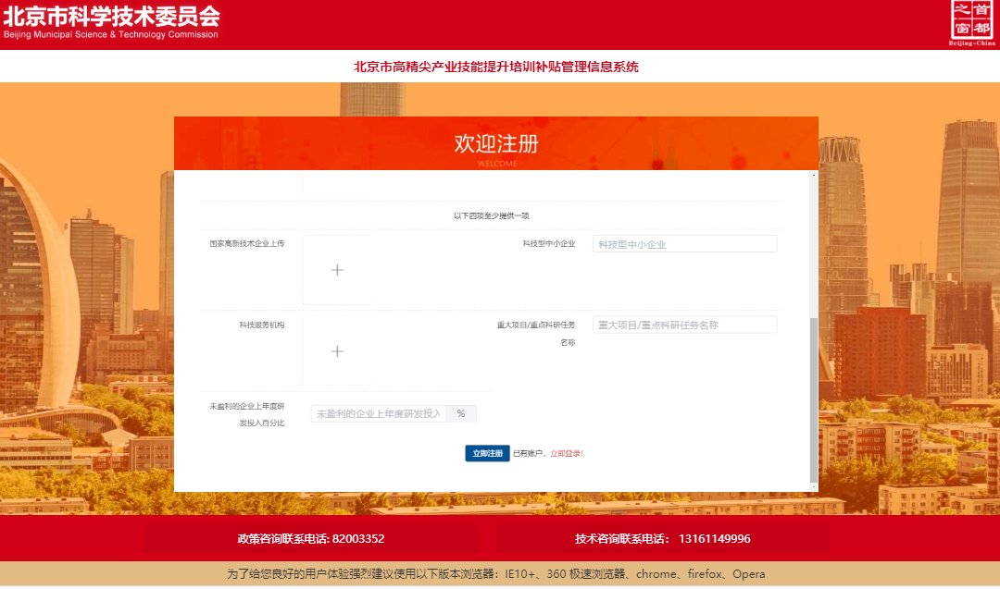 北京市科学技术委员会
Beijing Municipal Science & Technology Commission
首都之窗
Beijing-China
北京市高精尖产业技能提升培训补贴管理信息系统
欢迎注册
WELCOME
以下四项至少提供一项
国家高新技术企业上传
科技型中小企业
科技型中小企业
科技服务机构
重大项目/重点科研任务
名称
重大项目/重点科研任务名称
未盈利的企业上年度研
发投入百分比
未盈利的企业上年度研发投入
%
立即注册 已有账户，立即登录!
政策咨询联系电话: 82003352
技术咨询联系电话： 13161149996
为了给您良好的用户体验强烈建议使用以下版本浏览器：IE10+、360 极速浏览器、chrome、firefox、Opera